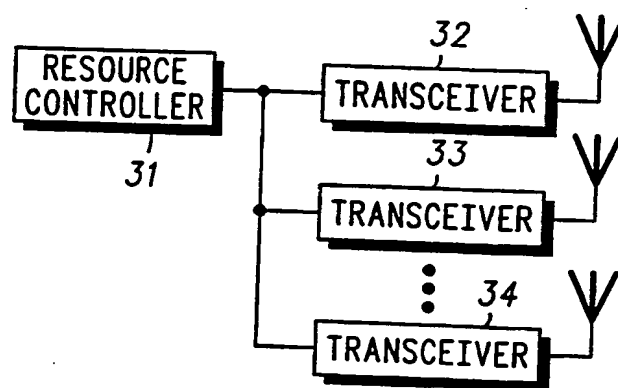 RESOURCE
CONTROLLER
31
32
TRANSCEIVER
33
TRANSCEIVER
34
TRANSCEIVER